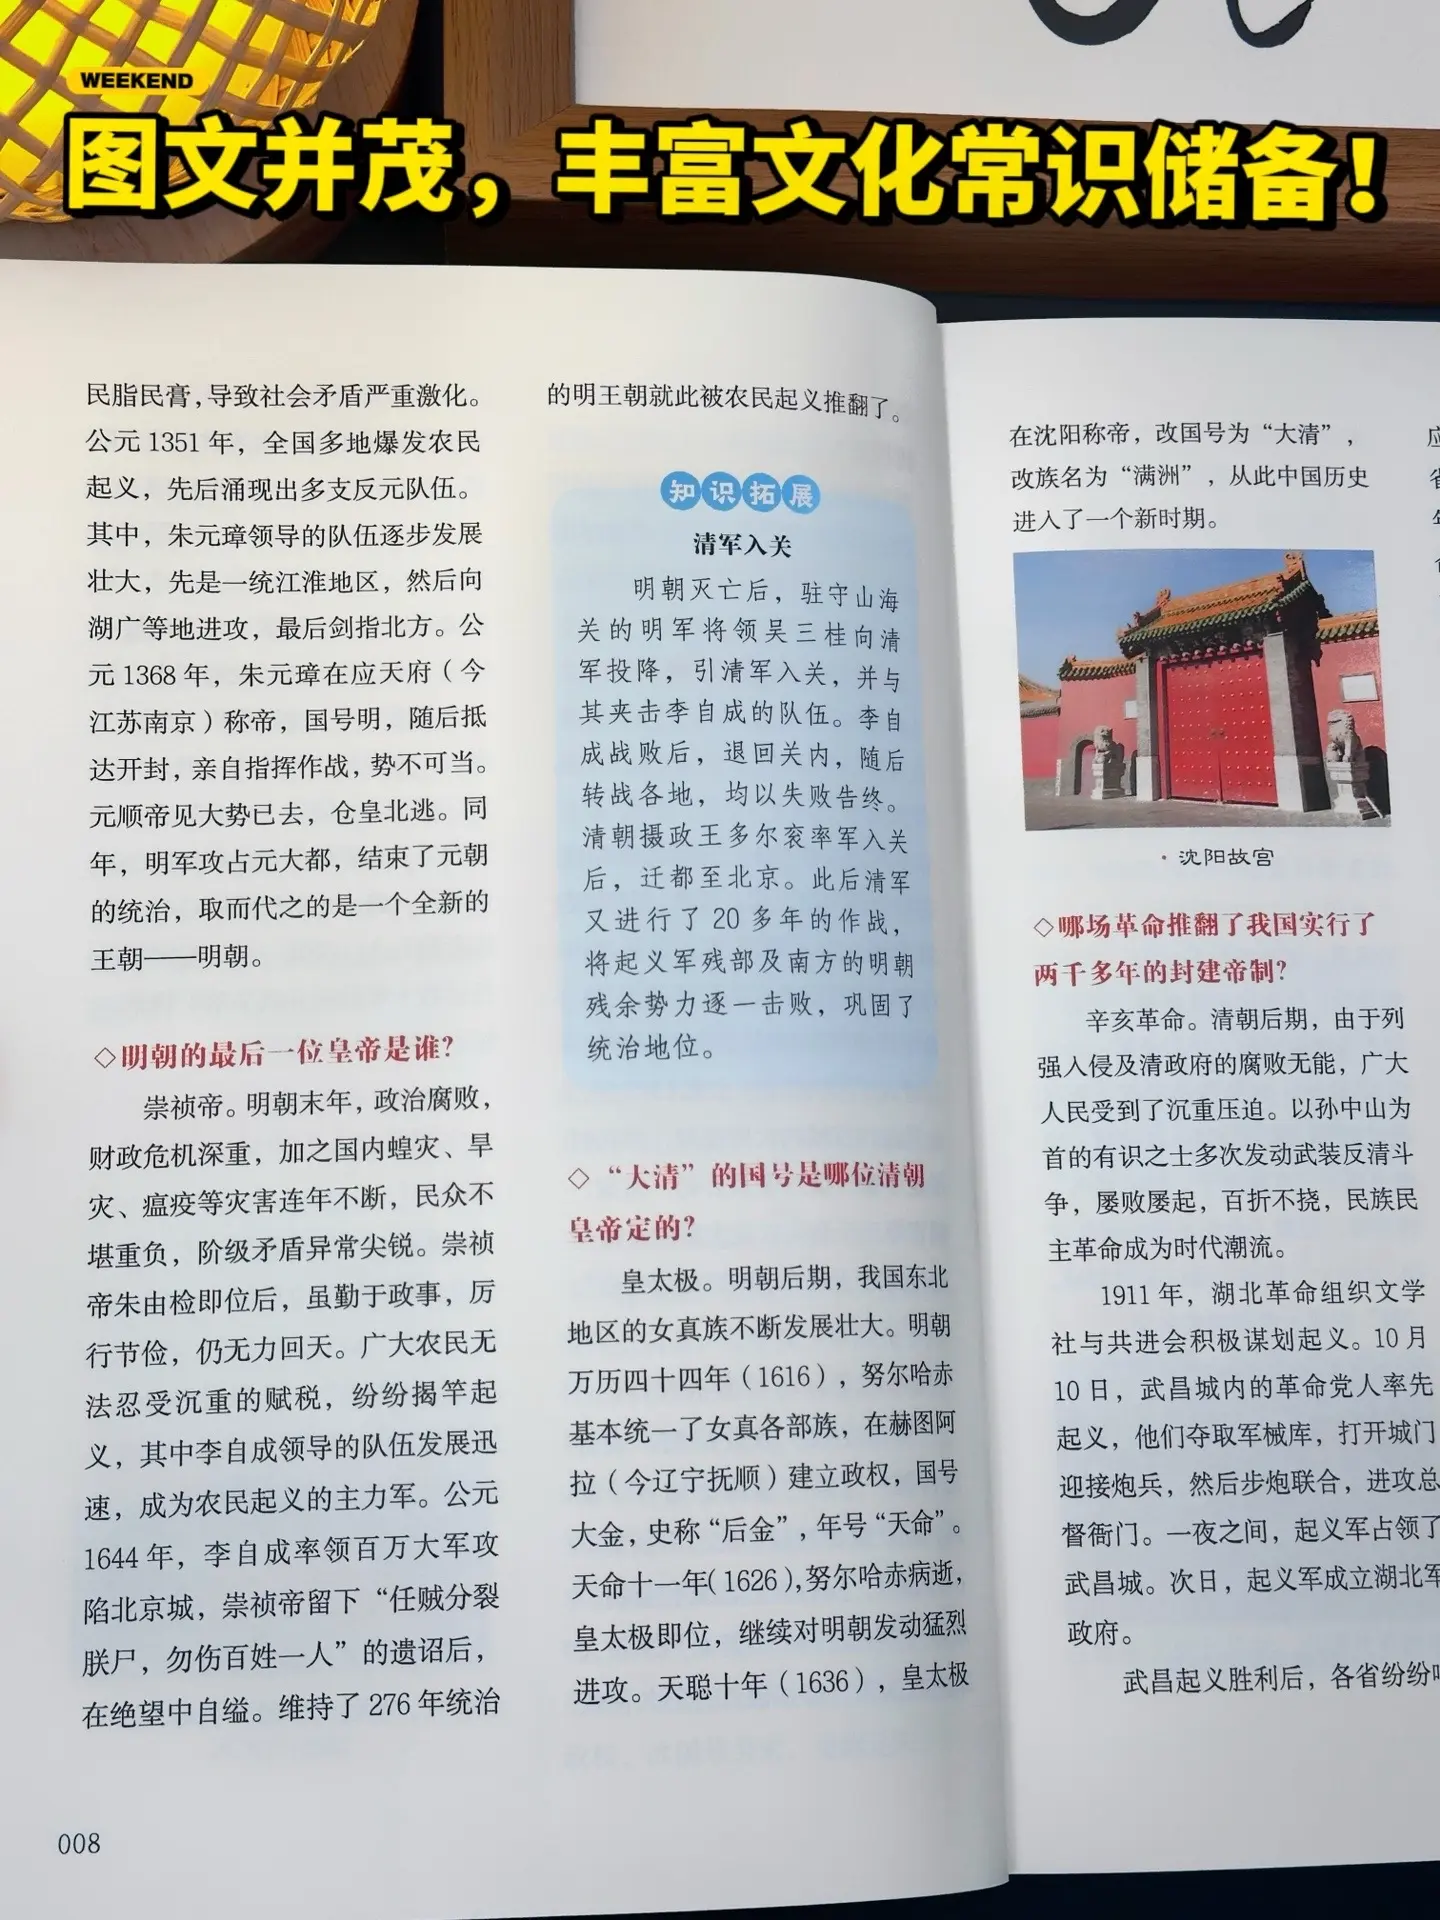 WEEKEND
图文并茂，丰富文化常识储备！
民脂民膏，导致社会矛盾严重激化。
公元1351年，全国多地爆发农民
起义，先后涌现出多支反元队伍。
其中，朱元璋领导的队伍逐步发展
壮大，先是一统江淮地区，然后向
湖广等地进攻，最后剑指北方。公
元1368年，朱元璋在应天府（今
江苏南京）称帝，国号明，随后抵
达开封，亲自指挥作战，势不可当。
元顺帝见大势已去，仓皇北逃。同
年，明军攻占元大都，结束了元朝
的统治，取而代之的是一个全新的
王朝——明朝。
◇明朝的最后一位皇帝是谁？
崇祯帝。明朝末年，政治腐败，
财政危机深重，加之国内蝗灾、旱
灾、瘟疫等灾害连年不断，民众不
堪重负，阶级矛盾异常尖锐。崇祯
帝朱由检即位后，虽勤于政事，厉
行节俭，仍无力回天。广大农民无
法忍受沉重的赋税，纷纷揭竿起
义，其中李自成领导的队伍发展迅
速，成为农民起义的主力军。公元
1644年，李自成率领百万大军攻
陷北京城，崇祯帝留下“任贼分裂
朕尸，勿伤百姓一人”的遗诏后，
在绝望中自缢。维持了276年统治
008
的明王朝就此被农民起义推翻了。
知识拓展
清军入关
明朝灭亡后，驻守山海
关的明军将领吴三桂向清
军投降，引清军入关，并与
其夹击李自成的队伍。李自
成战败后，退回关内，随后
转战各地，均以失败告终。
清朝摄政王多尔衮率军入关
后，迁都至北京。此后清军
又进行了20多年的作战，
将起义军残部及南方的明朝
残余势力逐一击败，巩固了
统治地位。
◇“大清”的国号是哪位清朝
皇帝定的？
皇太极。明朝后期，我国东北
地区的女真族不断发展壮大。明朝
万历四十四年（1616），努尔哈赤
基本统一了女真各部族，在赫图阿
拉（今辽宁抚顺）建立政权，国号
大金，史称“后金”，年号“天命”。
天命十一年（1626），努尔哈赤病逝，
皇太极即位，继续对明朝发动猛烈
进攻。天聪十年（1636），皇太极
在沈阳称帝，改国号为“大清”，
改族名为“满洲”，从此中国历史
进入了一个新时期。
·沈阳故宫
◇哪场革命推翻了我国实行了
两千多年的封建帝制？
辛亥革命。清朝后期，由于列
强入侵及清政府的腐败无能，广大
人民受到了沉重压迫。以孙中山为
首的有识之士多次发动武装反清斗
争，屡败屡起，百折不挠，民族民
主革命成为时代潮流。
1911年，湖北革命组织文学
社与共进会积极谋划起义。10月
10日，武昌城内的革命党人率先
起义，他们夺取军械库，打开城门
迎接炮兵，然后步炮联合，进攻总
督衙门。一夜之间，起义军占领了
武昌城。次日，起义军成立湖北军
政府。
武昌起义胜利后，各省纷纷